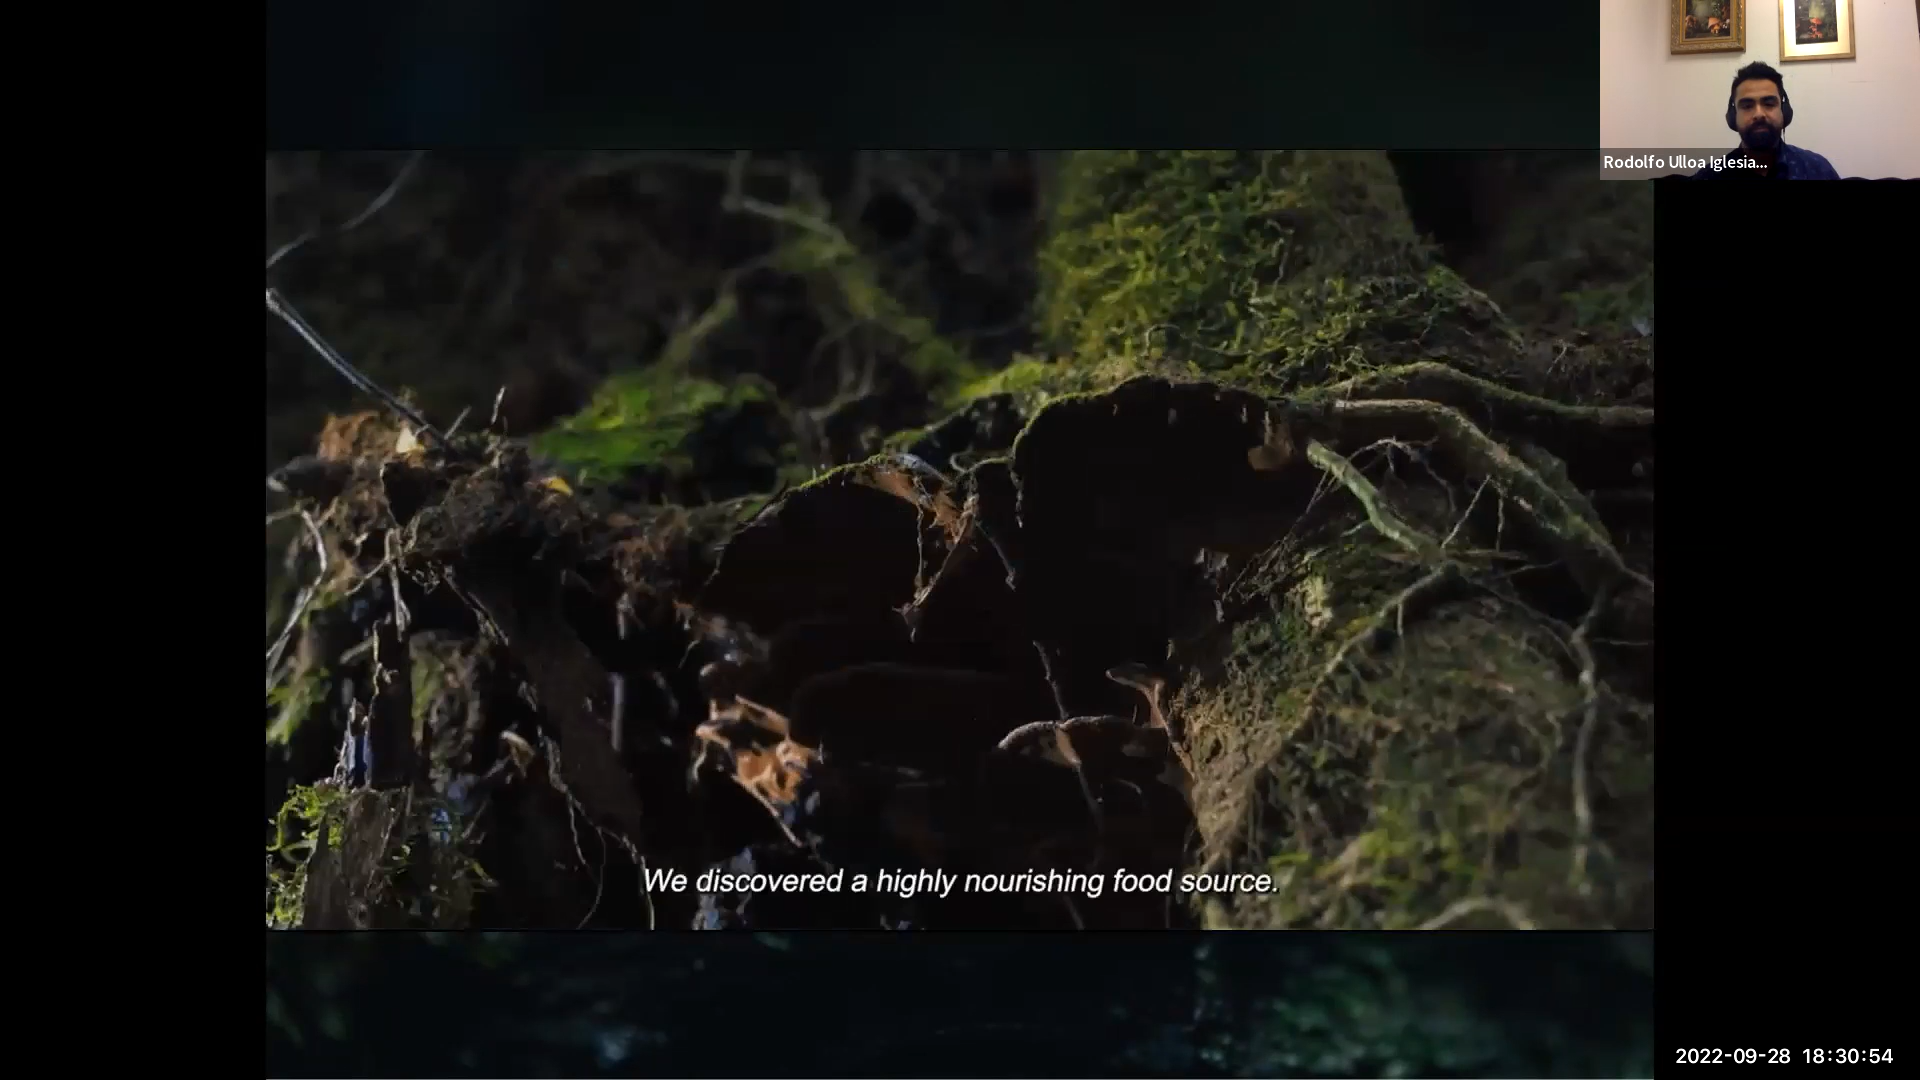 Rodolfo Ulloa Iglesia...
We discovered a highly nourishing food source.
2022-09-28 18:30:54